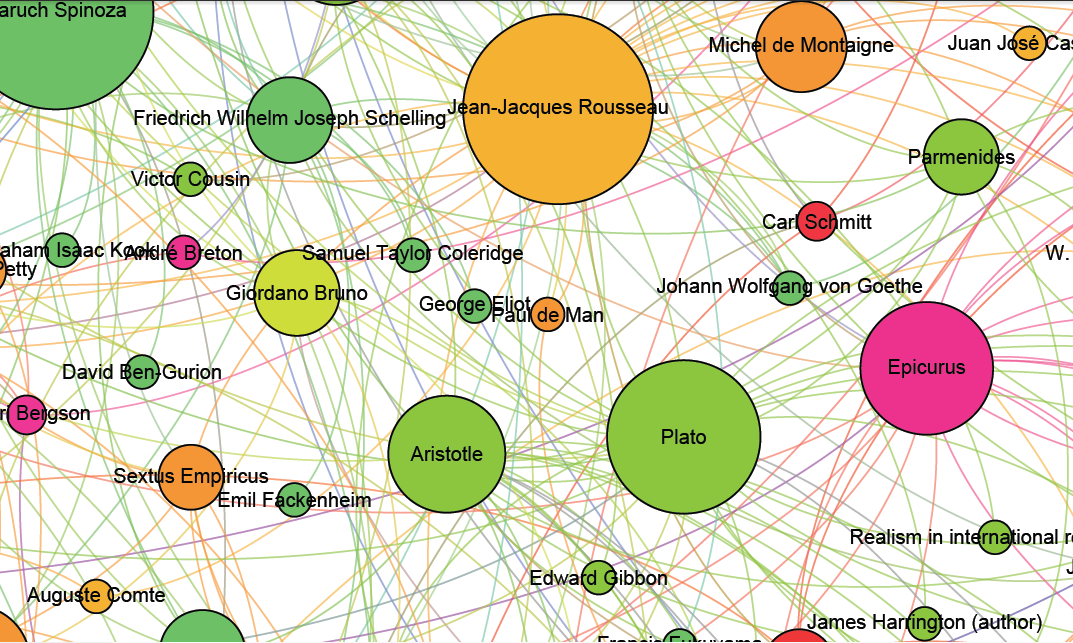 aruch Spinoza
Michel de Montaigne
Juan José Cas
Jean-Jacques Rousseau
Friedrich Wilhelm Joseph Schelling
Parmenides
Victor Cousin
Carl Schmitt
aham Isaac Kook
André Breton
Samuel Taylor Coleridge
W.
Petty
Johann Wolfgang von Goethe
Giordano Bruno
George Eliot
Paul de Man
Epicurus
David Ben-Gurion
ri Bergson
Plato
Aristotle
Sextus Empiricus
Emil Fackenheim
Realism in international r
J
Edward Gibbon
Auguste Comte
James Harrington (author)
Francis Fukuyama